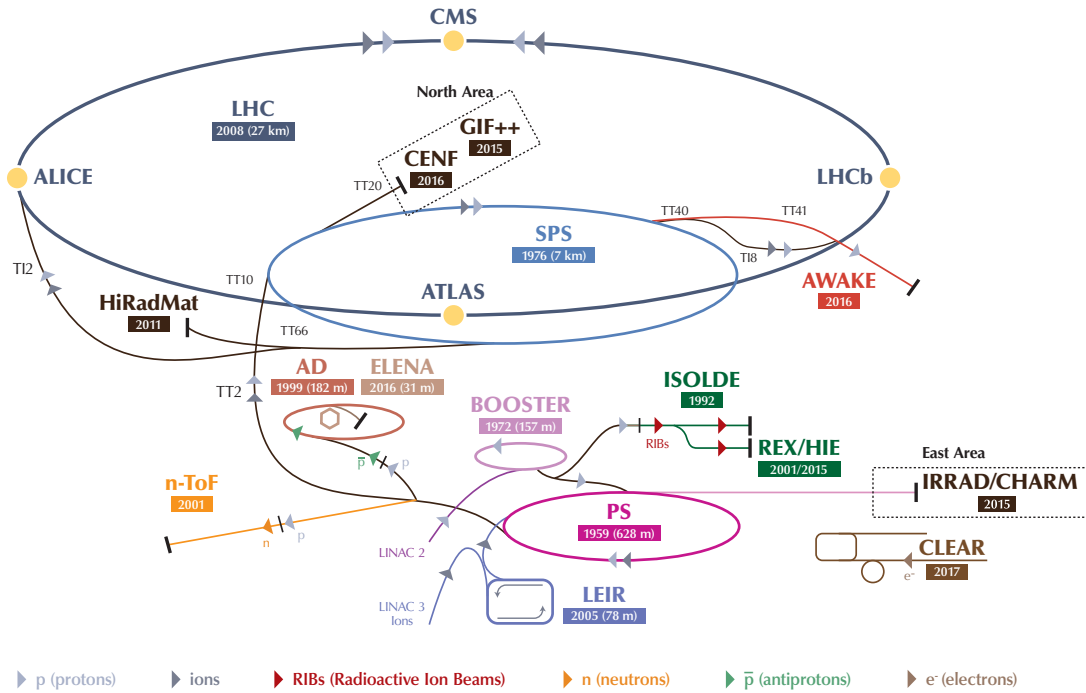 CMS
North Area
LHC
2008 (27 km)
GIF++
2015
CENF
2016
TT20
ALICE
LHCb
TT40
TT41
SPS
1976 (7 km)
TI8
TI2
TT10
ATLAS
AWAKE
2016
HiRadMat
2011
TT66
AD
1999 (182 m)
ELENA
2016 (31 m)
TT2
ISOLDE
1992
BOOSTER
1972 (157 m)
RIBs
REX/HIE
2001/2015
East Area
p̅
p
n-ToF
2001
IRRAD/CHARM
2015
PS
1959 (628 m)
n
p
LINAC 2
CLEAR
2017
e⁻
LINAC 3
Ions
LEIR
2005 (78 m)
p (protons)
ions
RIBs (Radioactive Ion Beams)
n (neutrons)
p̅ (antiprotons)
e⁻ (electrons)